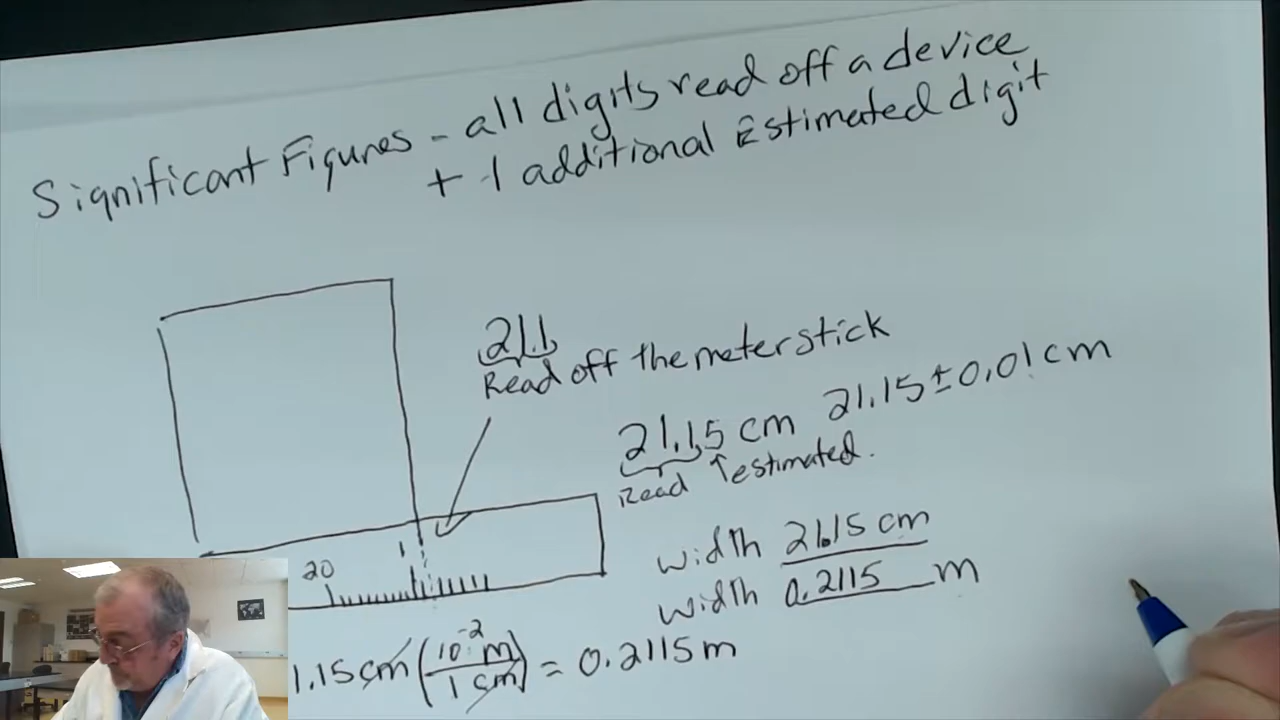 Significant Figures - all digits read off a device
+ 1 additional Estimated digit
21.1
Read off the meterstick
21.15 cm 21.15 ± 0.01 cm
Read ↑estimated.
width 21.15 cm
width 0.2115 m
20 1
1.15 cm (10⁻² m / 1 cm) = 0.2115 m